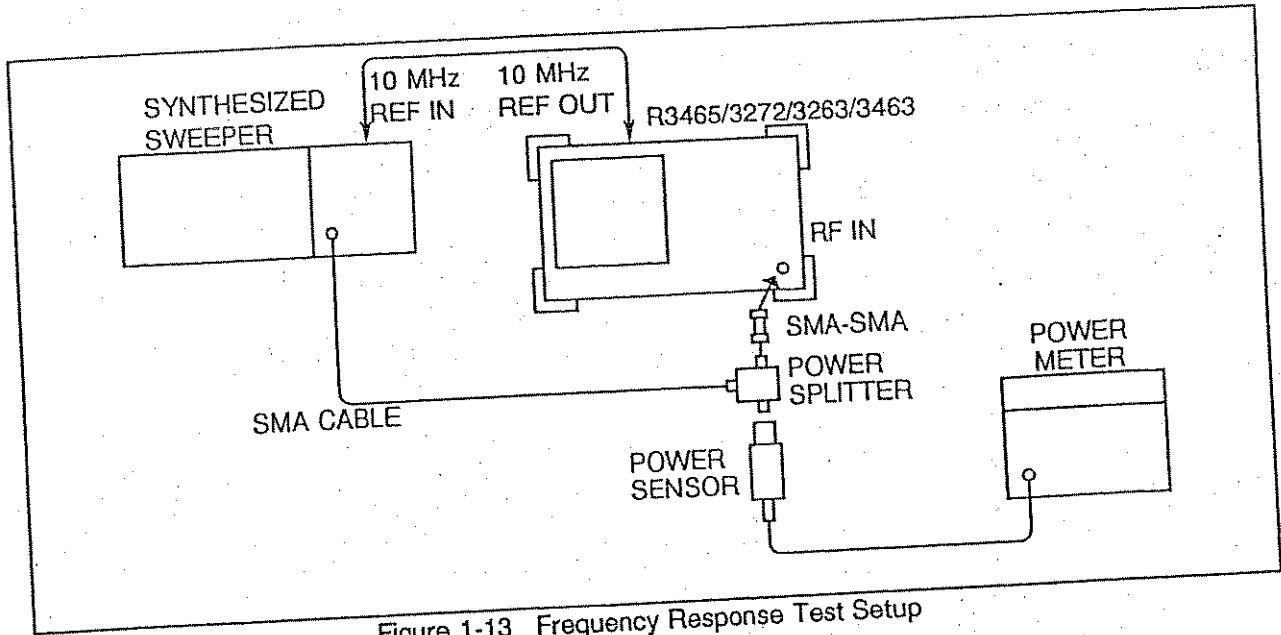 10 MHz
REF IN
10 MHz
REF OUT
SYNTHESIZED
SWEEPER
R3465/3272/3263/3463
RF IN
SMA-SMA
POWER
SPLITTER
POWER
METER
SMA CABLE
POWER
SENSOR
Figure 1-13 Frequency Response Test Setup